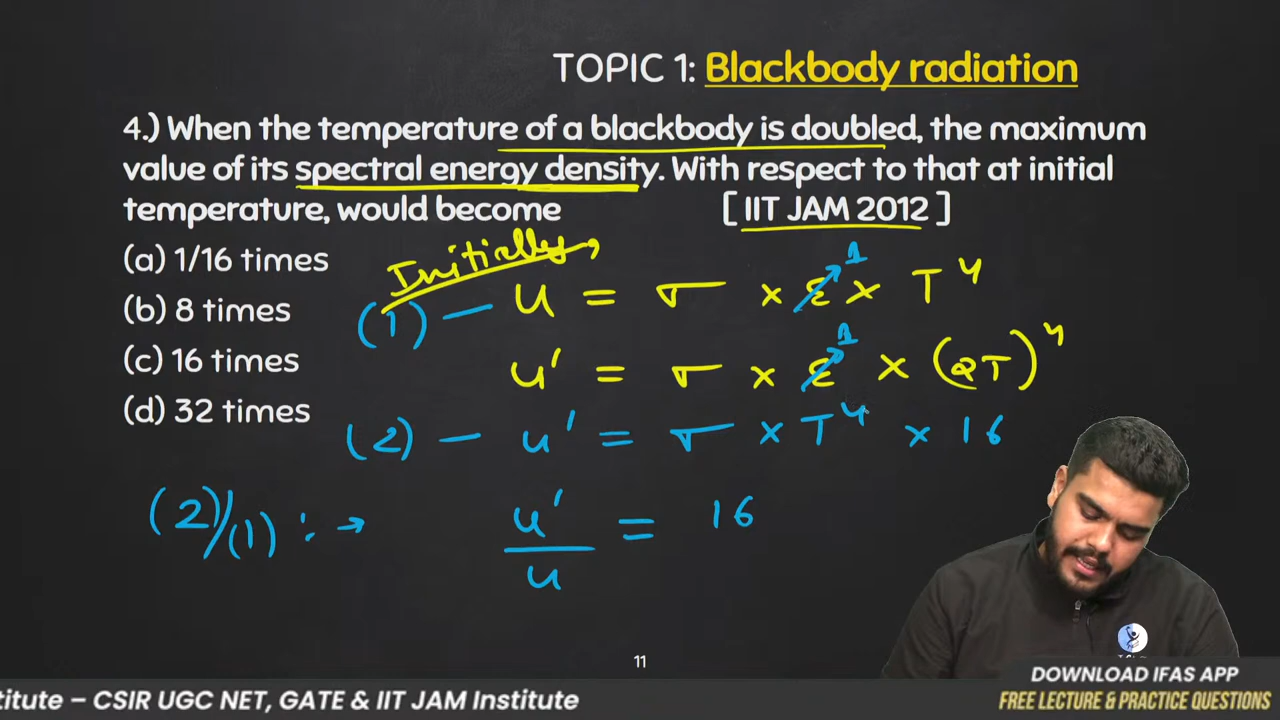 TOPIC 1: Blackbody radiation
4.) When the temperature of a blackbody is doubled, the maximum
value of its spectral energy density. With respect to that at initial
temperature, would become [ IIT JAM 2012 ]
(a) 1/16 times
(b) 8 times
(c) 16 times
(d) 32 times
Initially →
(1) — u = σ × ε↗1 × T⁴
u' = σ × ε↗1 × (2T)⁴
(2) — u' = σ × T⁴ × 16
(2)/(1) :→ u'/u = 16
11
DOWNLOAD IFAS APP
FREE LECTURE & PRACTICE QUESTIONS
titute – CSIR UGC NET, GATE & IIT JAM Institute